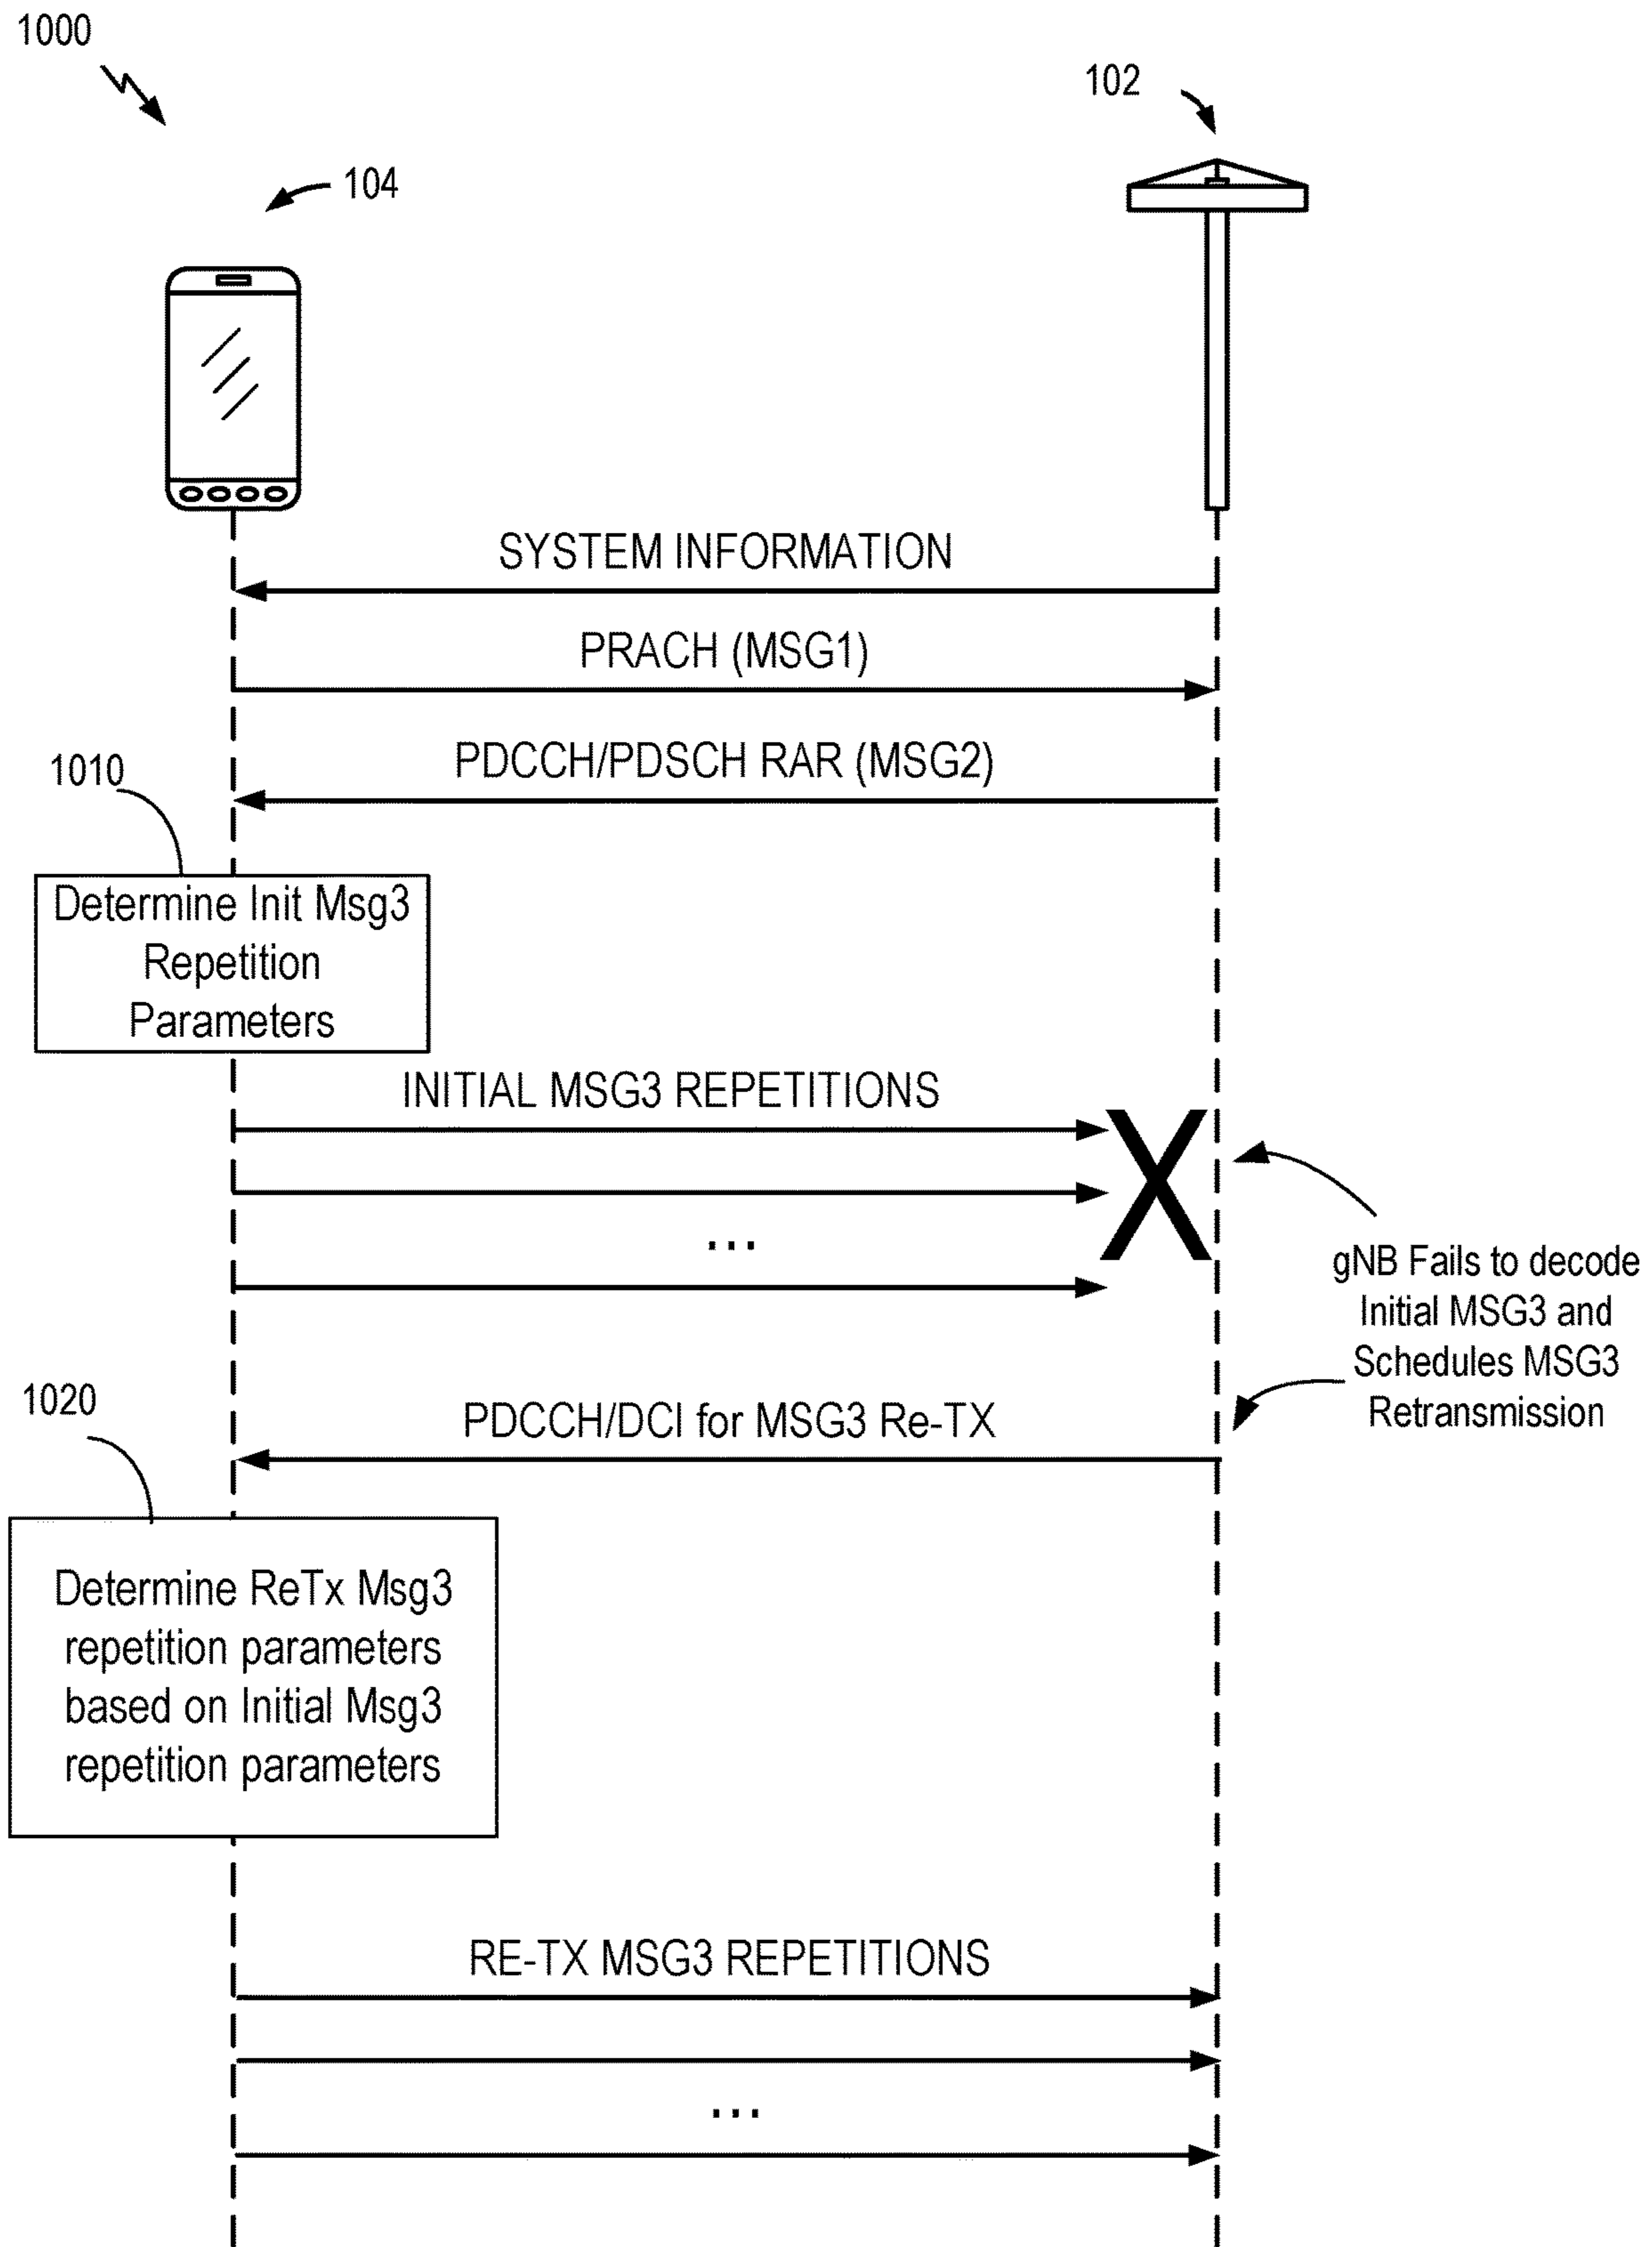 1000
102
104
SYSTEM INFORMATION
PRACH (MSG1)
PDCCH/PDSCH RAR (MSG2)
1010
Determine Init Msg3
Repetition
Parameters
INITIAL MSG3 REPETITIONS
X
...
gNB Fails to decode
Initial MSG3 and
Schedules MSG3
Retransmission
1020
PDCCH/DCI for MSG3 Re-TX
Determine ReTx Msg3
repetition parameters
based on Initial Msg3
repetition parameters
RE-TX MSG3 REPETITIONS
...